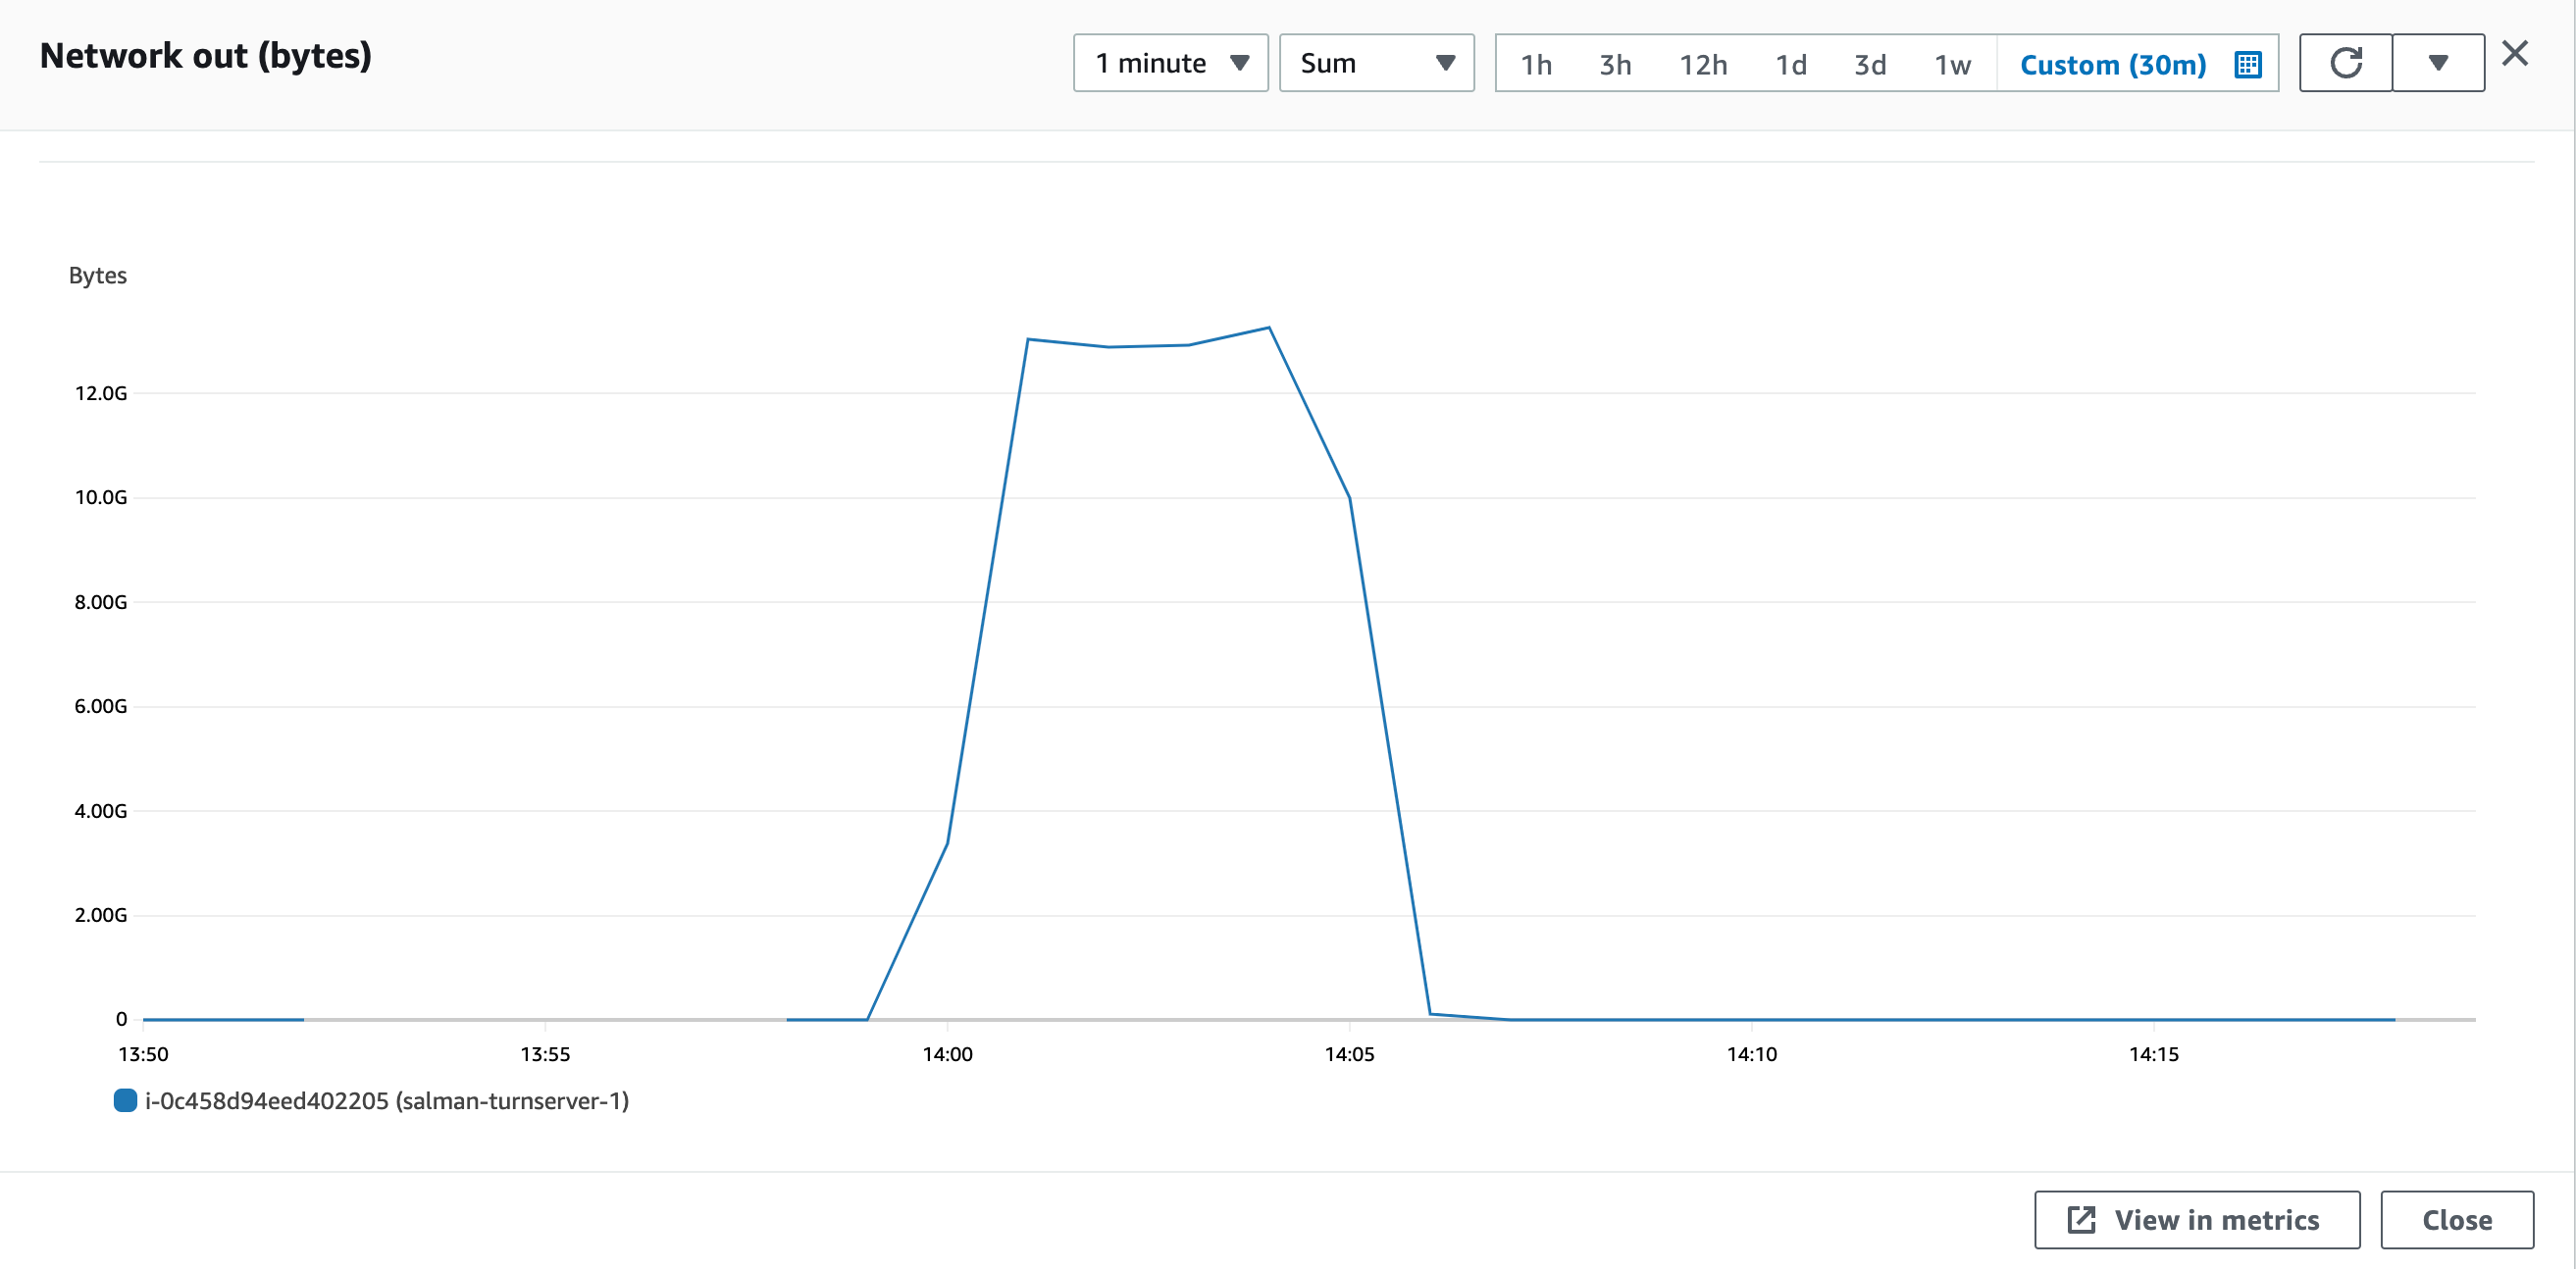 Network out (bytes)
1 minute
Sum
1h 3h 12h 1d 3d 1w Custom (30m)
Bytes
12.0G
10.0G
8.00G
6.00G
4.00G
2.00G
0
13:50 13:55 14:00 14:05 14:10 14:15
i-0c458d94eed402205 (salman-turnserver-1)
View in metrics
Close